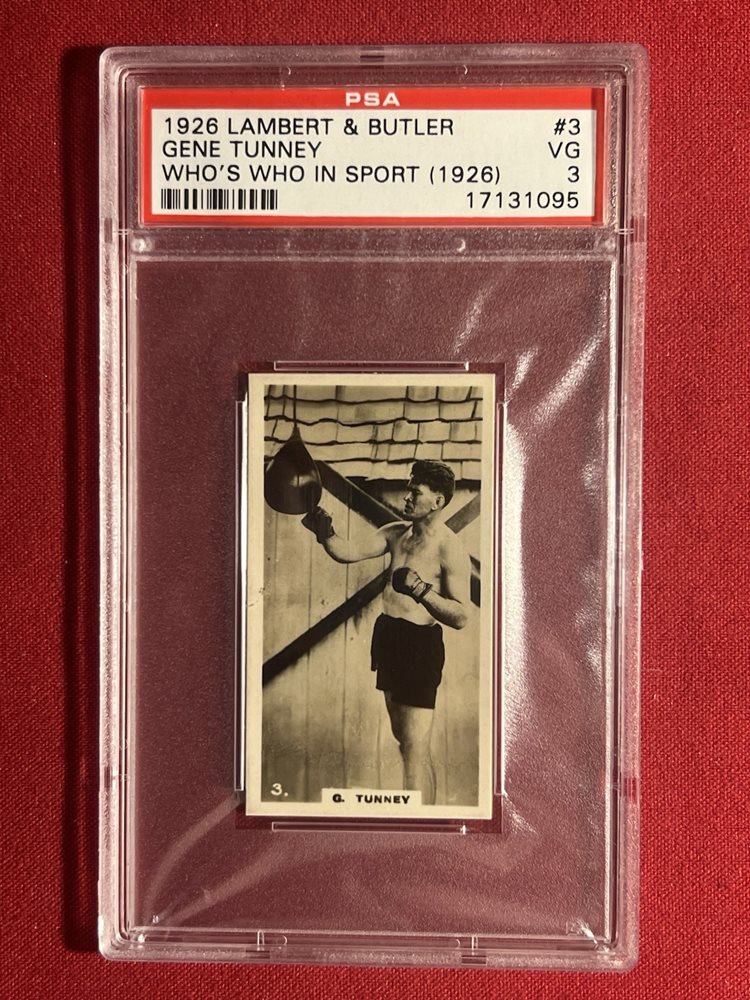 PSA
1926 LAMBERT & BUTLER #3
GENE TUNNEY VG
WHO'S WHO IN SPORT (1926) 3
17131095
3.
G. TUNNEY